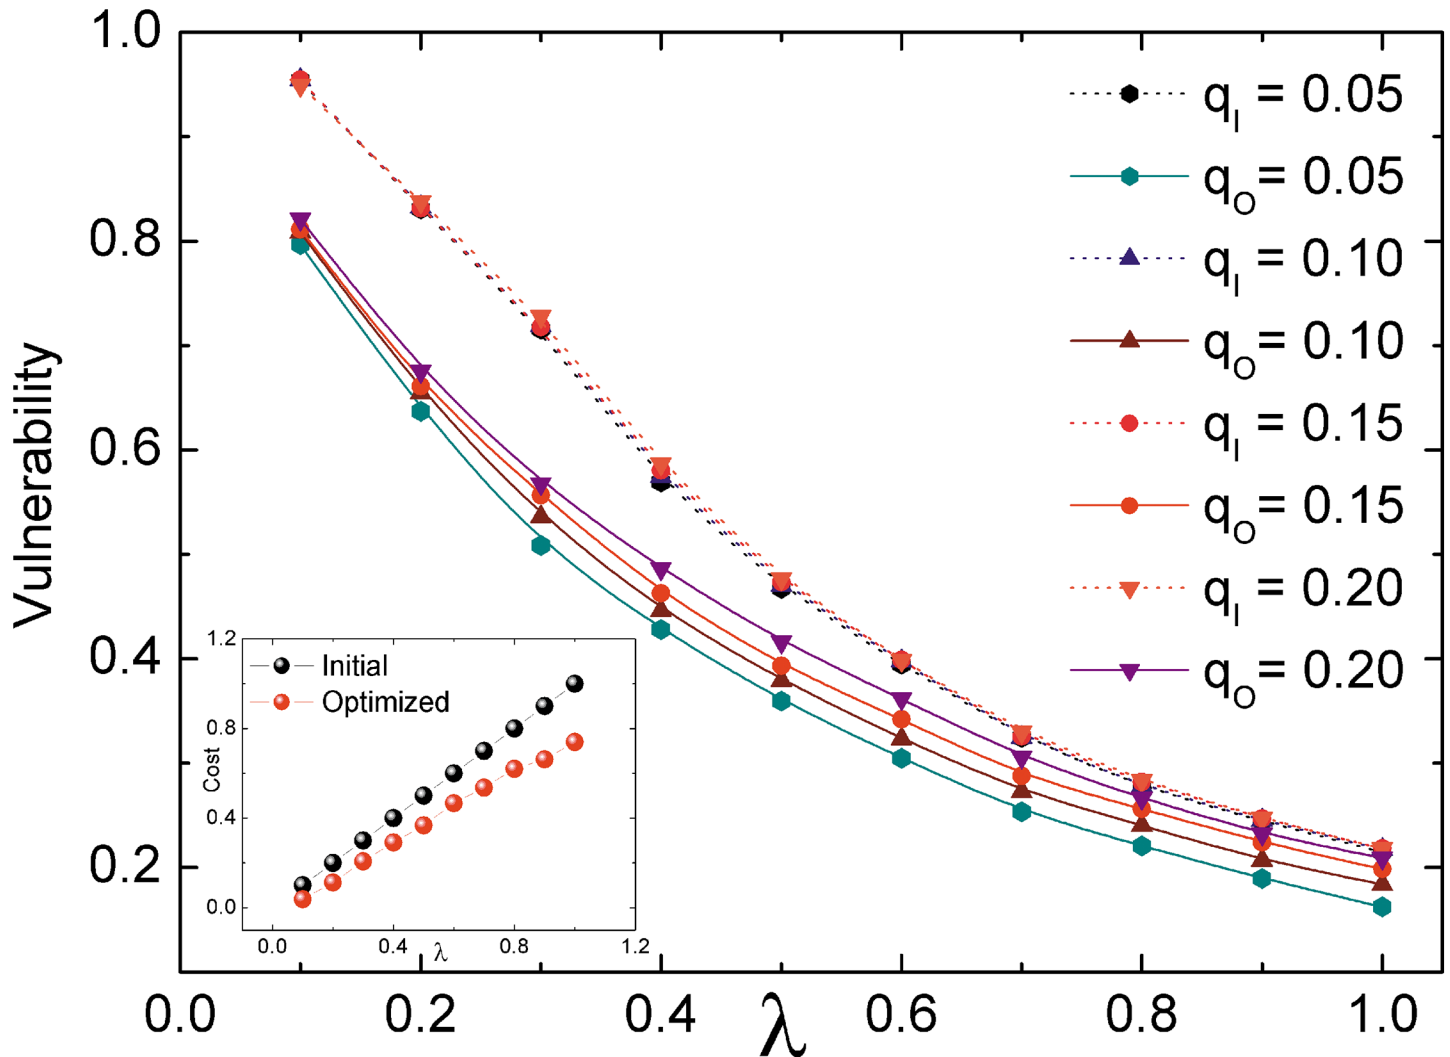 1.0
0.8
0.6
0.4
0.2
Vulnerability
q_I = 0.05
q_O = 0.05
q_I = 0.10
q_O = 0.10
q_I = 0.15
q_O = 0.15
q_I = 0.20
q_O = 0.20
1.2
0.8
0.4
0.0
Cost
Initial
Optimized
0.0 0.4 0.8 1.2
λ
0.0 0.2 0.4 0.6 0.8 1.0
λ